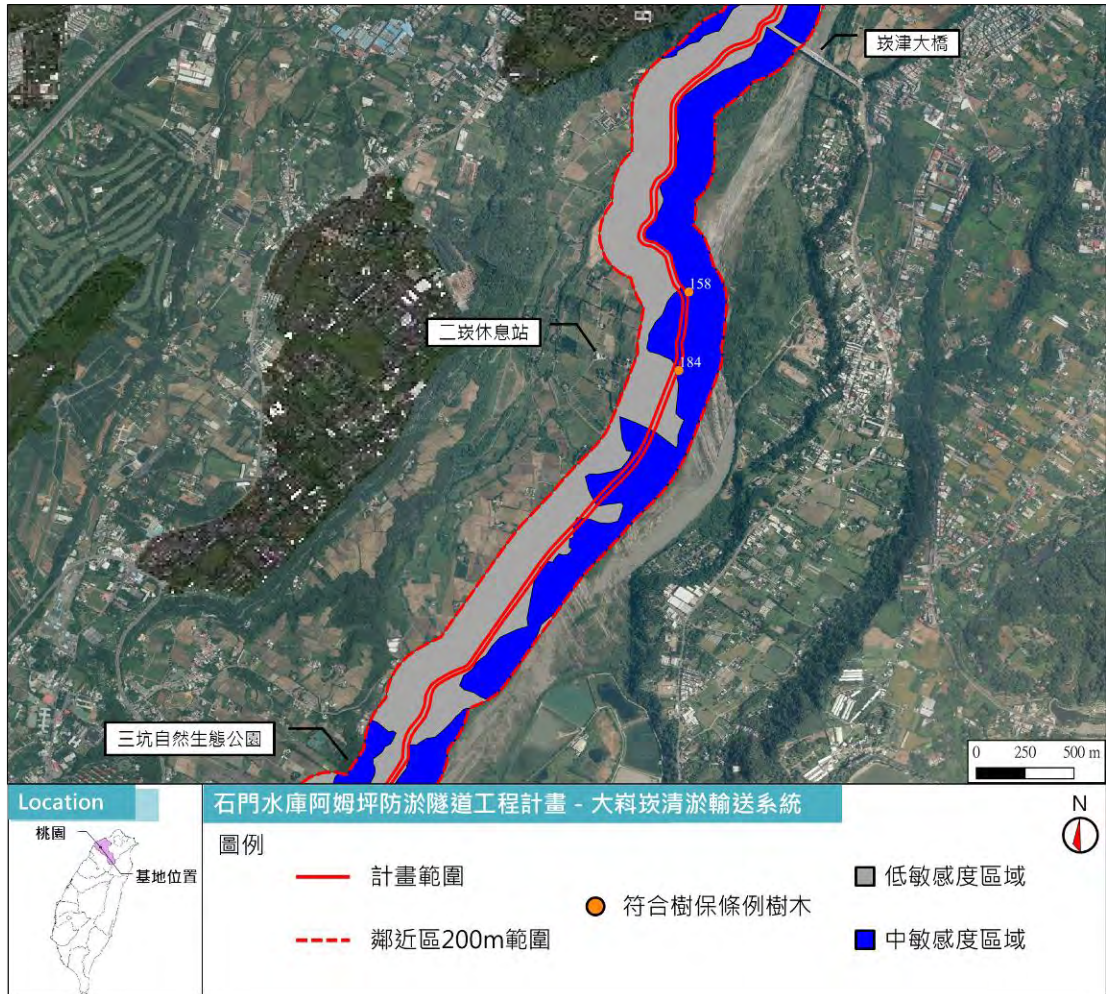 崁津大橋
158
二崁休息站
184
三坑自然生態公園
0 250 500 m
Location
桃園
基地位置
石門水庫阿姆坪防淤隧道工程計畫 - 大嵙崁清淤輸送系統
N
圖例
計畫範圍
鄰近區200m範圍
符合樹保條例樹木
低敏感度區域
中敏感度區域